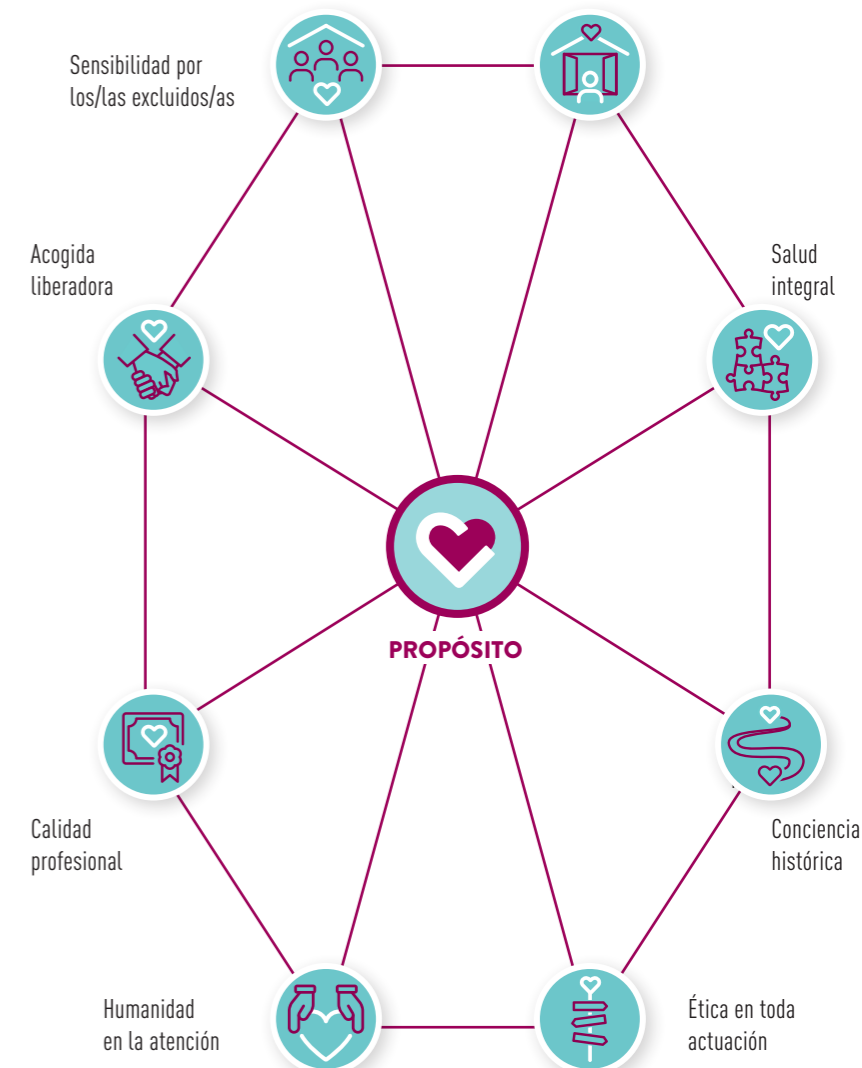 Sensibilidad por
los/las excluidos/as
Acogida
liberadora
Salud
integral
PROPÓSITO
Calidad
profesional
Conciencia
histórica
Humanidad
en la atención
Ética en toda
actuación